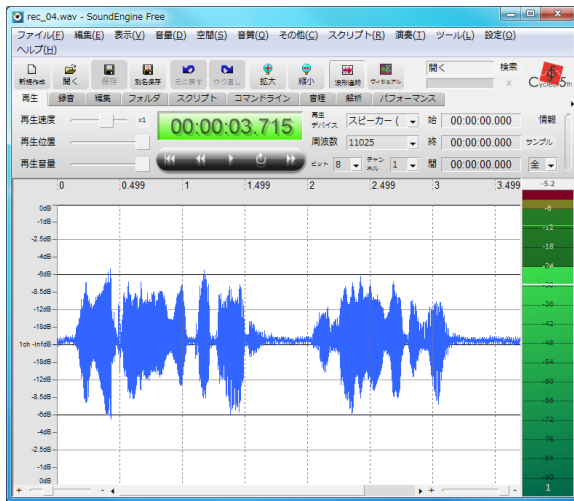 rec_04.wav - SoundEngine Free
ファイル(F) 編集(E) 表示(V) 音量(D) 空間(S) 音質(Q) その他(C) スクリプト(R) 演奏(T) ツール(L) 設定(O)
ヘルプ(H)
新規作成 開く 保存 別名保存 元に戻す やり直し 拡大 縮小 波形追跡 ヴィジュアル 開く 検索 x Cycle of 5th
再生 録音 編集 フォルダ スクリプト コマンドライン 音程 解析 パフォーマンス
再生速度 x1 00:00:03.715 再生デバイス スピーカー ( 始 00:00:00.000 情報
再生位置 周波数 11025 終 00:00:00.000 サンプル
再生音量 ビット 8 チャンネル 1 間 00:00:00.000 全
:0 0.499 :1 1.499 :2 2.499 :3 3.499 -5.2
0dB
-1dB
-2.5dB
-4dB
-6dB
-8.5dB
-12dB
-18dB
1ch -InfdB
-18dB
-12dB
-8.5dB
-6dB
-4dB
-2.5dB
-1dB
0dB
-6
-12
-18
-24
-30
-36
-42
-48
-54
-60
-66
-72
-78
-84
-90
1
+ - + -